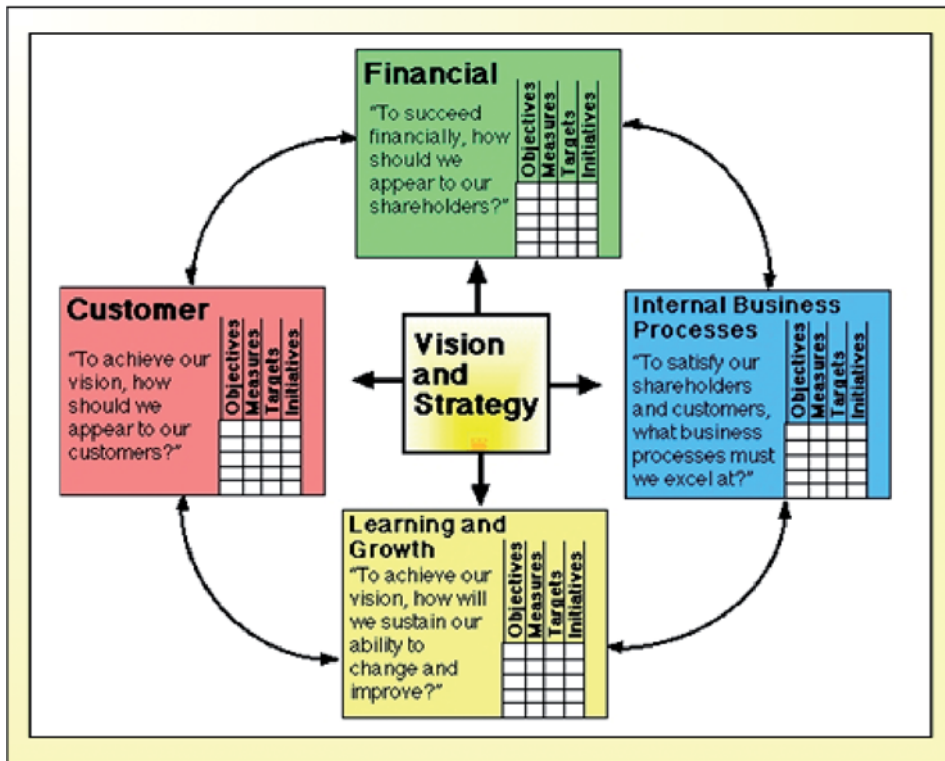 Financial
"To succeed
financially, how
should we
appear to our
shareholders?"
Objectives
Measures
Targets
Initiatives
Customer
"To achieve our
vision, how
should we
appear to our
customers?"
Objectives
Measures
Targets
Initiatives
Vision
and
Strategy
Internal Business
Processes
"To satisfy our
shareholders
and customers,
what business
processes must
we excel at?"
Objectives
Measures
Targets
Initiatives
Learning and
Growth
"To achieve our
vision, how will
we sustain our
ability to
change and
improve?"
Objectives
Measures
Targets
Initiatives